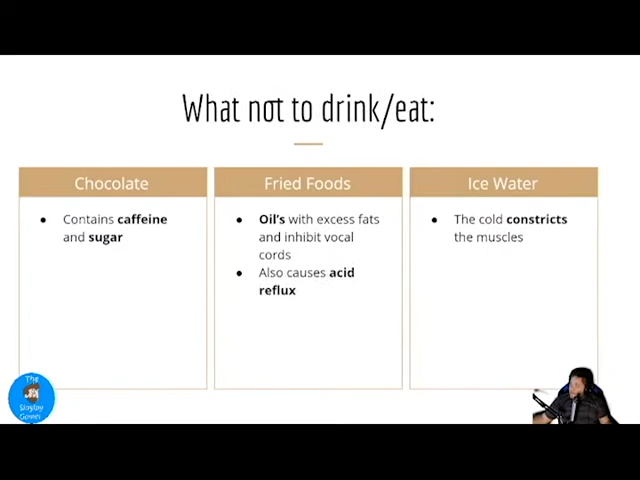 What not to drink/eat:
Chocolate
● Contains caffeine
and sugar
Fried Foods
● Oil's with excess fats
and inhibit vocal
cords
● Also causes acid
reflux
Ice Water
● The cold constricts
the muscles
The